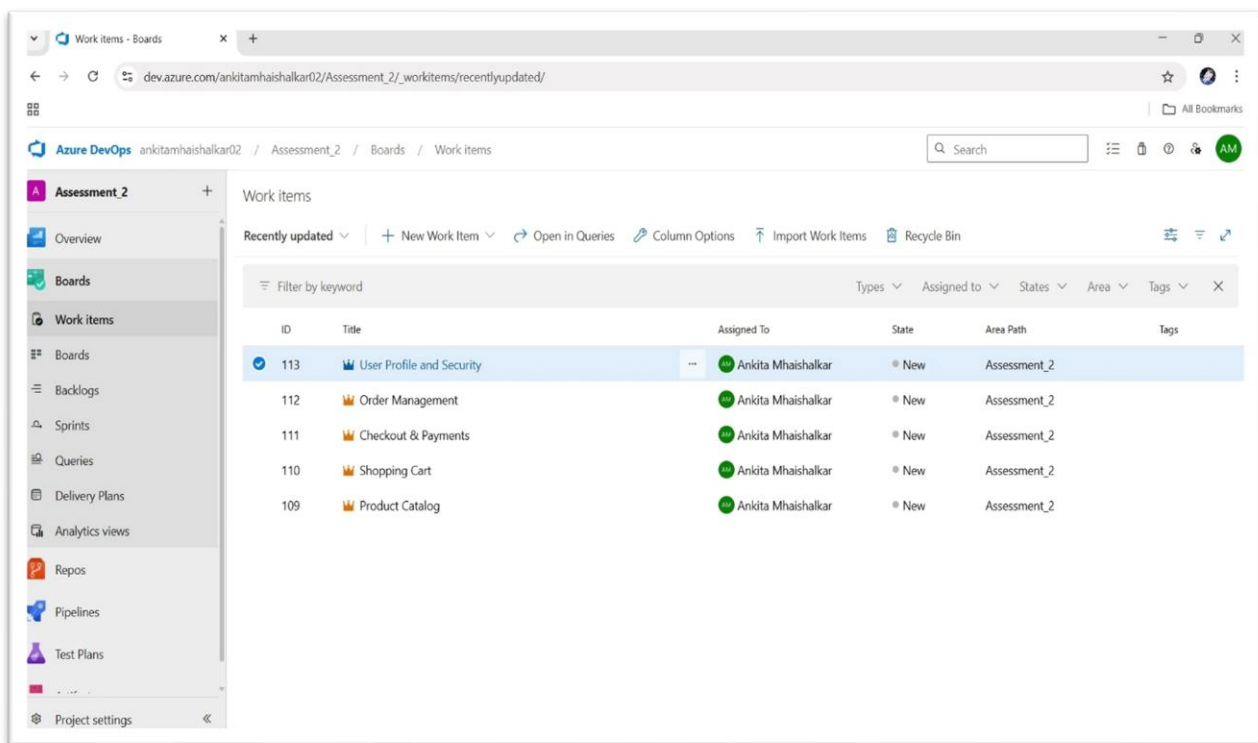 Work items - Boards
dev.azure.com/ankitamhaishalkar02/Assessment_2/_workitems/recentlyupdated/
All Bookmarks
Azure DevOps ankitamhaishalkar02 / Assessment_2 / Boards / Work items
Search
AM
A Assessment_2
Work items
Overview
Recently updated New Work Item Open in Queries Column Options Import Work Items Recycle Bin
Boards
Filter by keyword Types Assigned to States Area Tags
Work items
ID Title Assigned To State Area Path Tags
Boards
113 User Profile and Security ... AM Ankita Mhaishalkar New Assessment_2
Backlogs
112 Order Management AM Ankita Mhaishalkar New Assessment_2
Sprints
111 Checkout & Payments AM Ankita Mhaishalkar New Assessment_2
Queries
110 Shopping Cart AM Ankita Mhaishalkar New Assessment_2
Delivery Plans
109 Product Catalog AM Ankita Mhaishalkar New Assessment_2
Analytics views
Repos
Pipelines
Test Plans
Project settings